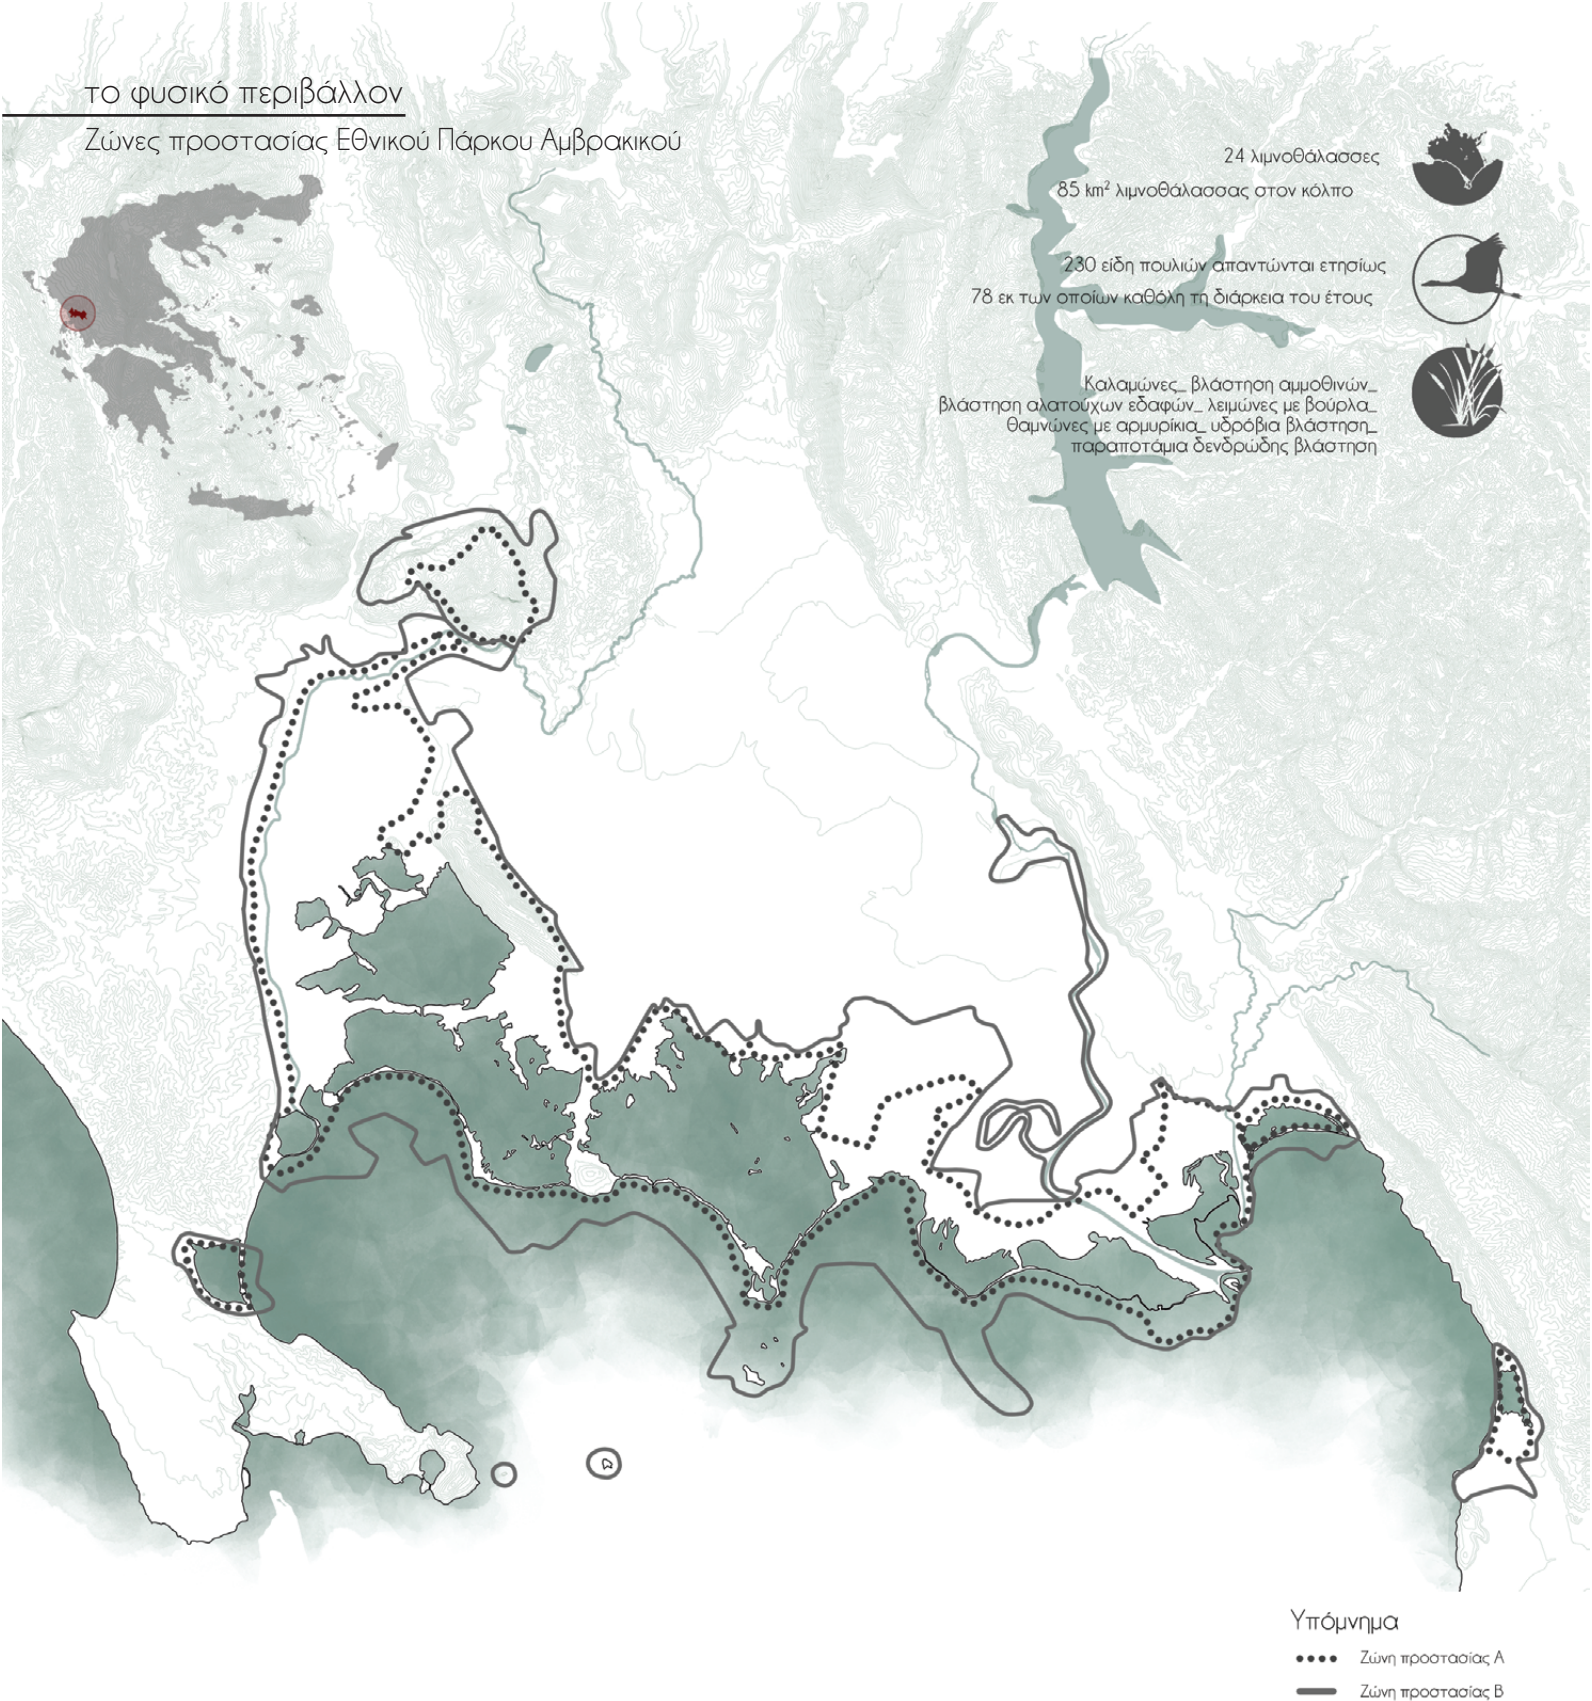 το φυσικό περιβάλλον
Ζώνες προστασίας Εθνικού Πάρκου Αμβρακικού
24 λιμνοθάλασσες
85 km² λιμνοθάλασσας στον κόλπο
230 είδη πουλιών απαντώνται ετησίως
78 εκ των οποίων καθόλη τη διάρκεια του έτους
Καλαμώνες_ βλάστηση αμμοθινών_
βλάστηση αλατούχων εδαφών_ λειμώνες με βούρλα_
θαμνώνες με αρμυρίκια_ υδρόβια βλάστηση_
παραποτάμια δενδρώδης βλάστηση
Υπόμνημα
Ζώνη προστασίας Α
Ζώνη προστασίας Β